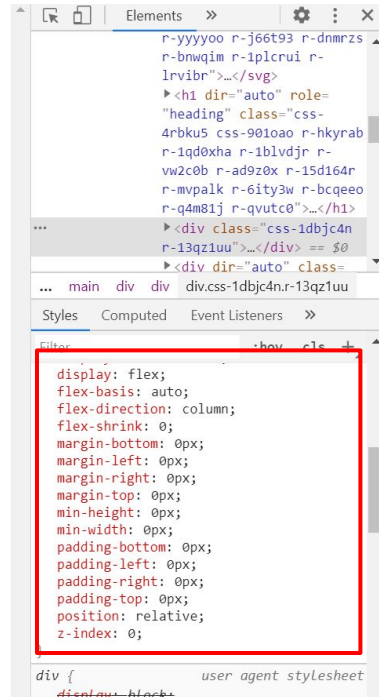 Elements »
r-yyyyoo r-j66t93 r-dnmrzs
r-bnwqim r-1plcrui r-
lrvibr">…</svg>
▶<h1 dir="auto" role=
"heading" class="css-
4rbku5 css-901oao r-hkyrab
r-1qd0xha r-1blvdjr r-
vw2c0b r-ad9z0x r-15d164r
r-mvpalk r-6ity3w r-bcqeeo
r-q4m81j r-qvutc0">…</h1>
... ▶<div class="css-1dbjc4n
r-13qz1uu">…</div> == $0
▶<div dir="auto" class=
... main div div div.css-1dbjc4n.r-13qz1uu
Styles Computed Event Listeners »
Filter :hov .cls +
display: flex;
flex-basis: auto;
flex-direction: column;
flex-shrink: 0;
margin-bottom: 0px;
margin-left: 0px;
margin-right: 0px;
margin-top: 0px;
min-height: 0px;
min-width: 0px;
padding-bottom: 0px;
padding-left: 0px;
padding-right: 0px;
padding-top: 0px;
position: relative;
z-index: 0;
}
div { user agent stylesheet
display: block;